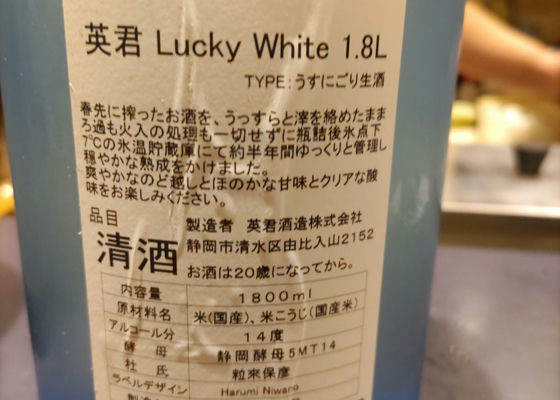 英君 Lucky White 1.8L
TYPE:うすにごり生酒
春先に搾ったお酒を、うっすらと滓を絡めたまま
ろ過も火入の処理も一切せずに瓶詰後氷点下
7℃の氷温貯蔵庫にて約半年間ゆっくりと管理し
穏やかな熟成をかけました。
爽やかなのど越しとほのかな甘味とクリアな酸
味をお楽しみください。
品目
清酒
製造者 英君酒造株式会社
静岡市清水区由比入山2152
お酒は20歳になってから。
内容量 1800ml
原材料名 米(国産)、米こうじ(国産米)
アルコール分 14度
酵母 静岡酵母5MT14
杜氏 粒來保彦
ラベルデザイン Harumi Niwaro